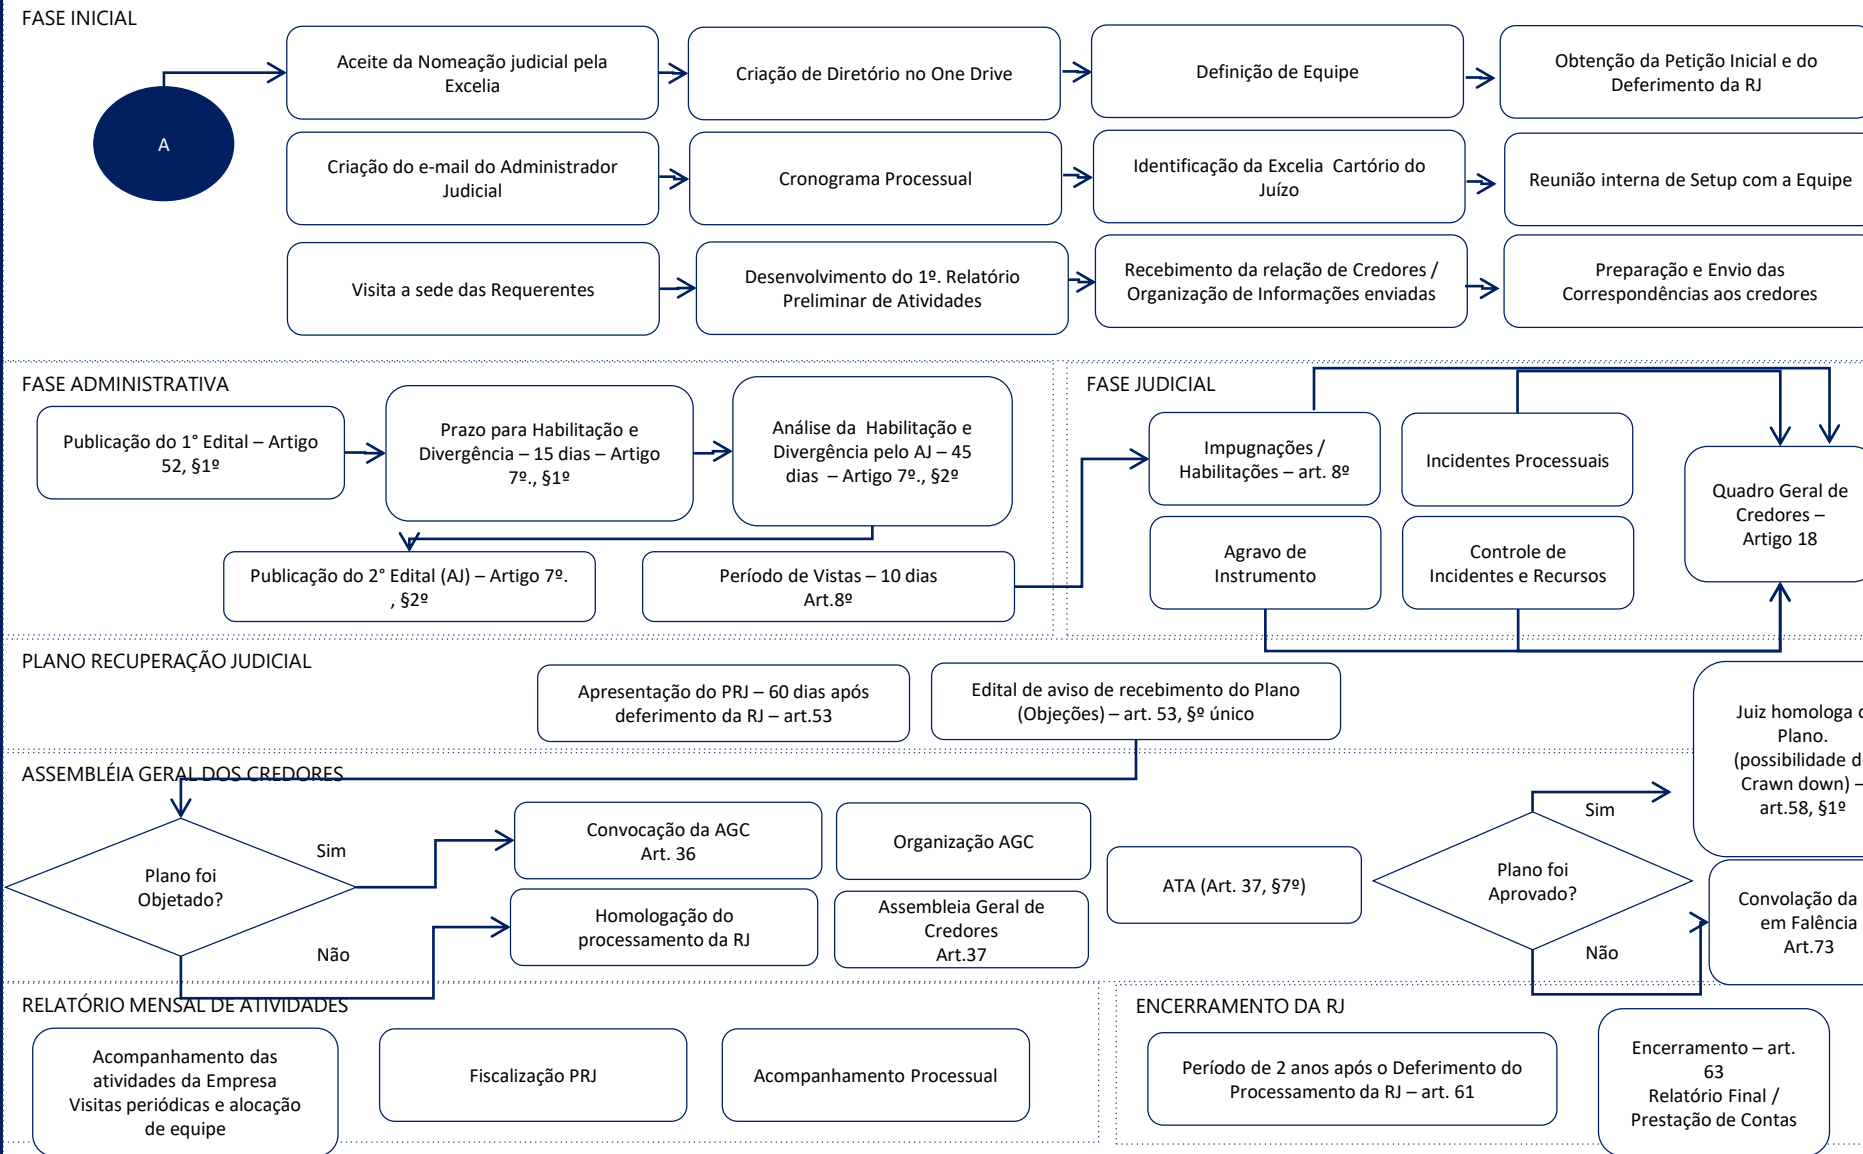 FASE INICIAL
A
Aceite da Nomeação judicial pela
Excelia
Criação de Diretório no One Drive
Definição de Equipe
Obtenção da Petição Inicial e do
Deferimento da RJ
Criação do e-mail do Administrador
Judicial
Cronograma Processual
Identificação da Excelia Cartório do
Juízo
Reunião interna de Setup com a Equipe
Visita a sede das Requerentes
Desenvolvimento do 1º. Relatório
Preliminar de Atividades
Recebimento da relação de Credores /
Organização de Informações enviadas
Preparação e Envio das
Correspondências aos credores
FASE ADMINISTRATIVA
Publicação do 1° Edital – Artigo
52, §1º
Prazo para Habilitação e
Divergência – 15 dias – Artigo
7º., §1º
Análise da Habilitação e
Divergência pelo AJ – 45
dias – Artigo 7º., §2º
Publicação do 2° Edital (AJ) – Artigo 7º.
, §2º
Período de Vistas – 10 dias
Art.8º
FASE JUDICIAL
Impugnações /
Habilitações – art. 8º
Incidentes Processuais
Agravo de
Instrumento
Controle de
Incidentes e Recursos
Quadro Geral de
Credores –
Artigo 18
PLANO RECUPERAÇÃO JUDICIAL
Apresentação do PRJ – 60 dias após
deferimento da RJ – art.53
Edital de aviso de recebimento do Plano
(Objeções) – art. 53, §º único
Juiz homologa
Plano.
(possibilidade
Crawn down) –
art.58, §1º
ASSEMBLÉIA GERAL DOS CREDORES
Plano foi
Objetado?
Sim
Não
Convocação da AGC
Art. 36
Organização AGC
Homologação do
processamento da RJ
Assembleia Geral de
Credores
Art.37
ATA (Art. 37, §7º)
Plano foi
Aprovado?
Sim
Não
Convolação da
em Falência
Art.73
RELATÓRIO MENSAL DE ATIVIDADES
Acompanhamento das
atividades da Empresa
Visitas periódicas e alocação
de equipe
Fiscalização PRJ
Acompanhamento Processual
ENCERRAMENTO DA RJ
Período de 2 anos após o Deferimento do
Processamento da RJ – art. 61
Encerramento – art.
63
Relatório Final /
Prestação de Contas